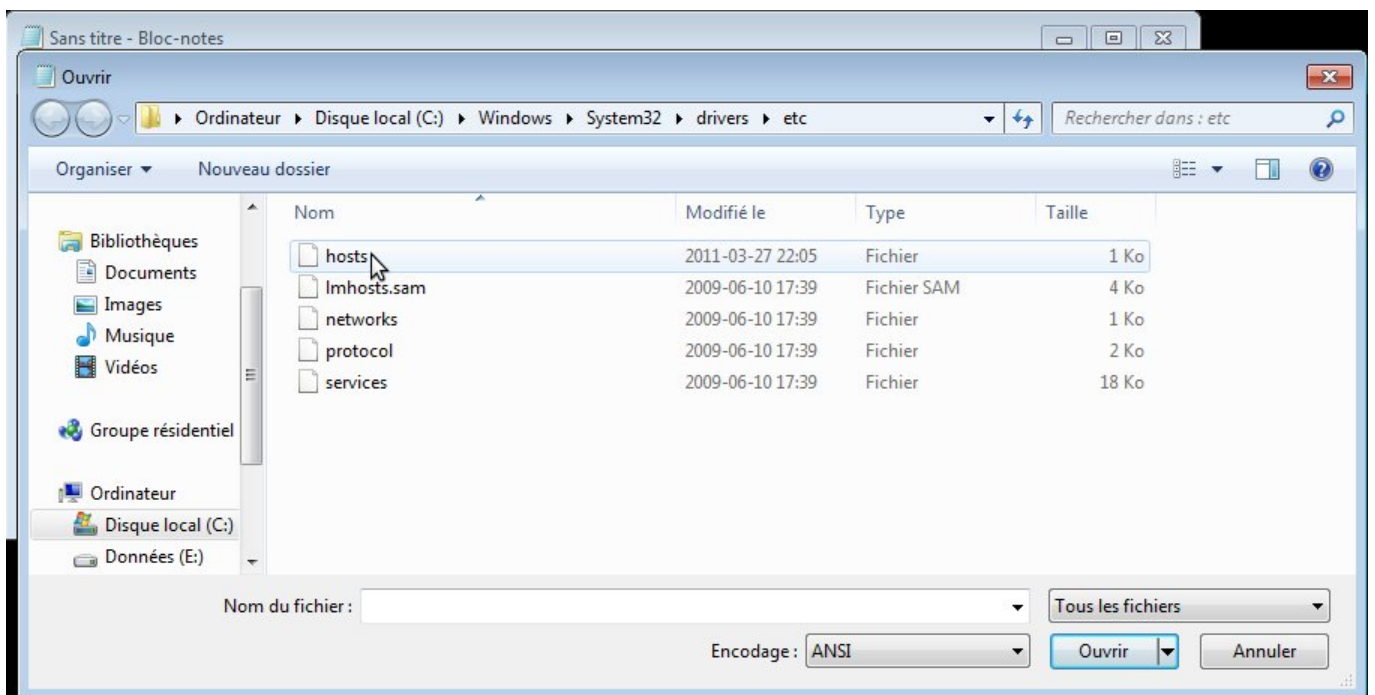 Sans titre - Bloc-notes
Ouvrir
Ordinateur Disque local (C:) Windows System32 drivers etc
Rechercher dans : etc
Organiser Nouveau dossier
Nom Modifié le Type Taille
Bibliothèques
Documents
Images
Musique
Vidéos
Groupe résidentiel
Ordinateur
Disque local (C:)
Données (E:)
hosts 2011-03-27 22:05 Fichier 1 Ko
lmhosts.sam 2009-06-10 17:39 Fichier SAM 4 Ko
networks 2009-06-10 17:39 Fichier 1 Ko
protocol 2009-06-10 17:39 Fichier 2 Ko
services 2009-06-10 17:39 Fichier 18 Ko
Nom du fichier : Tous les fichiers
Encodage : ANSI Ouvrir Annuler